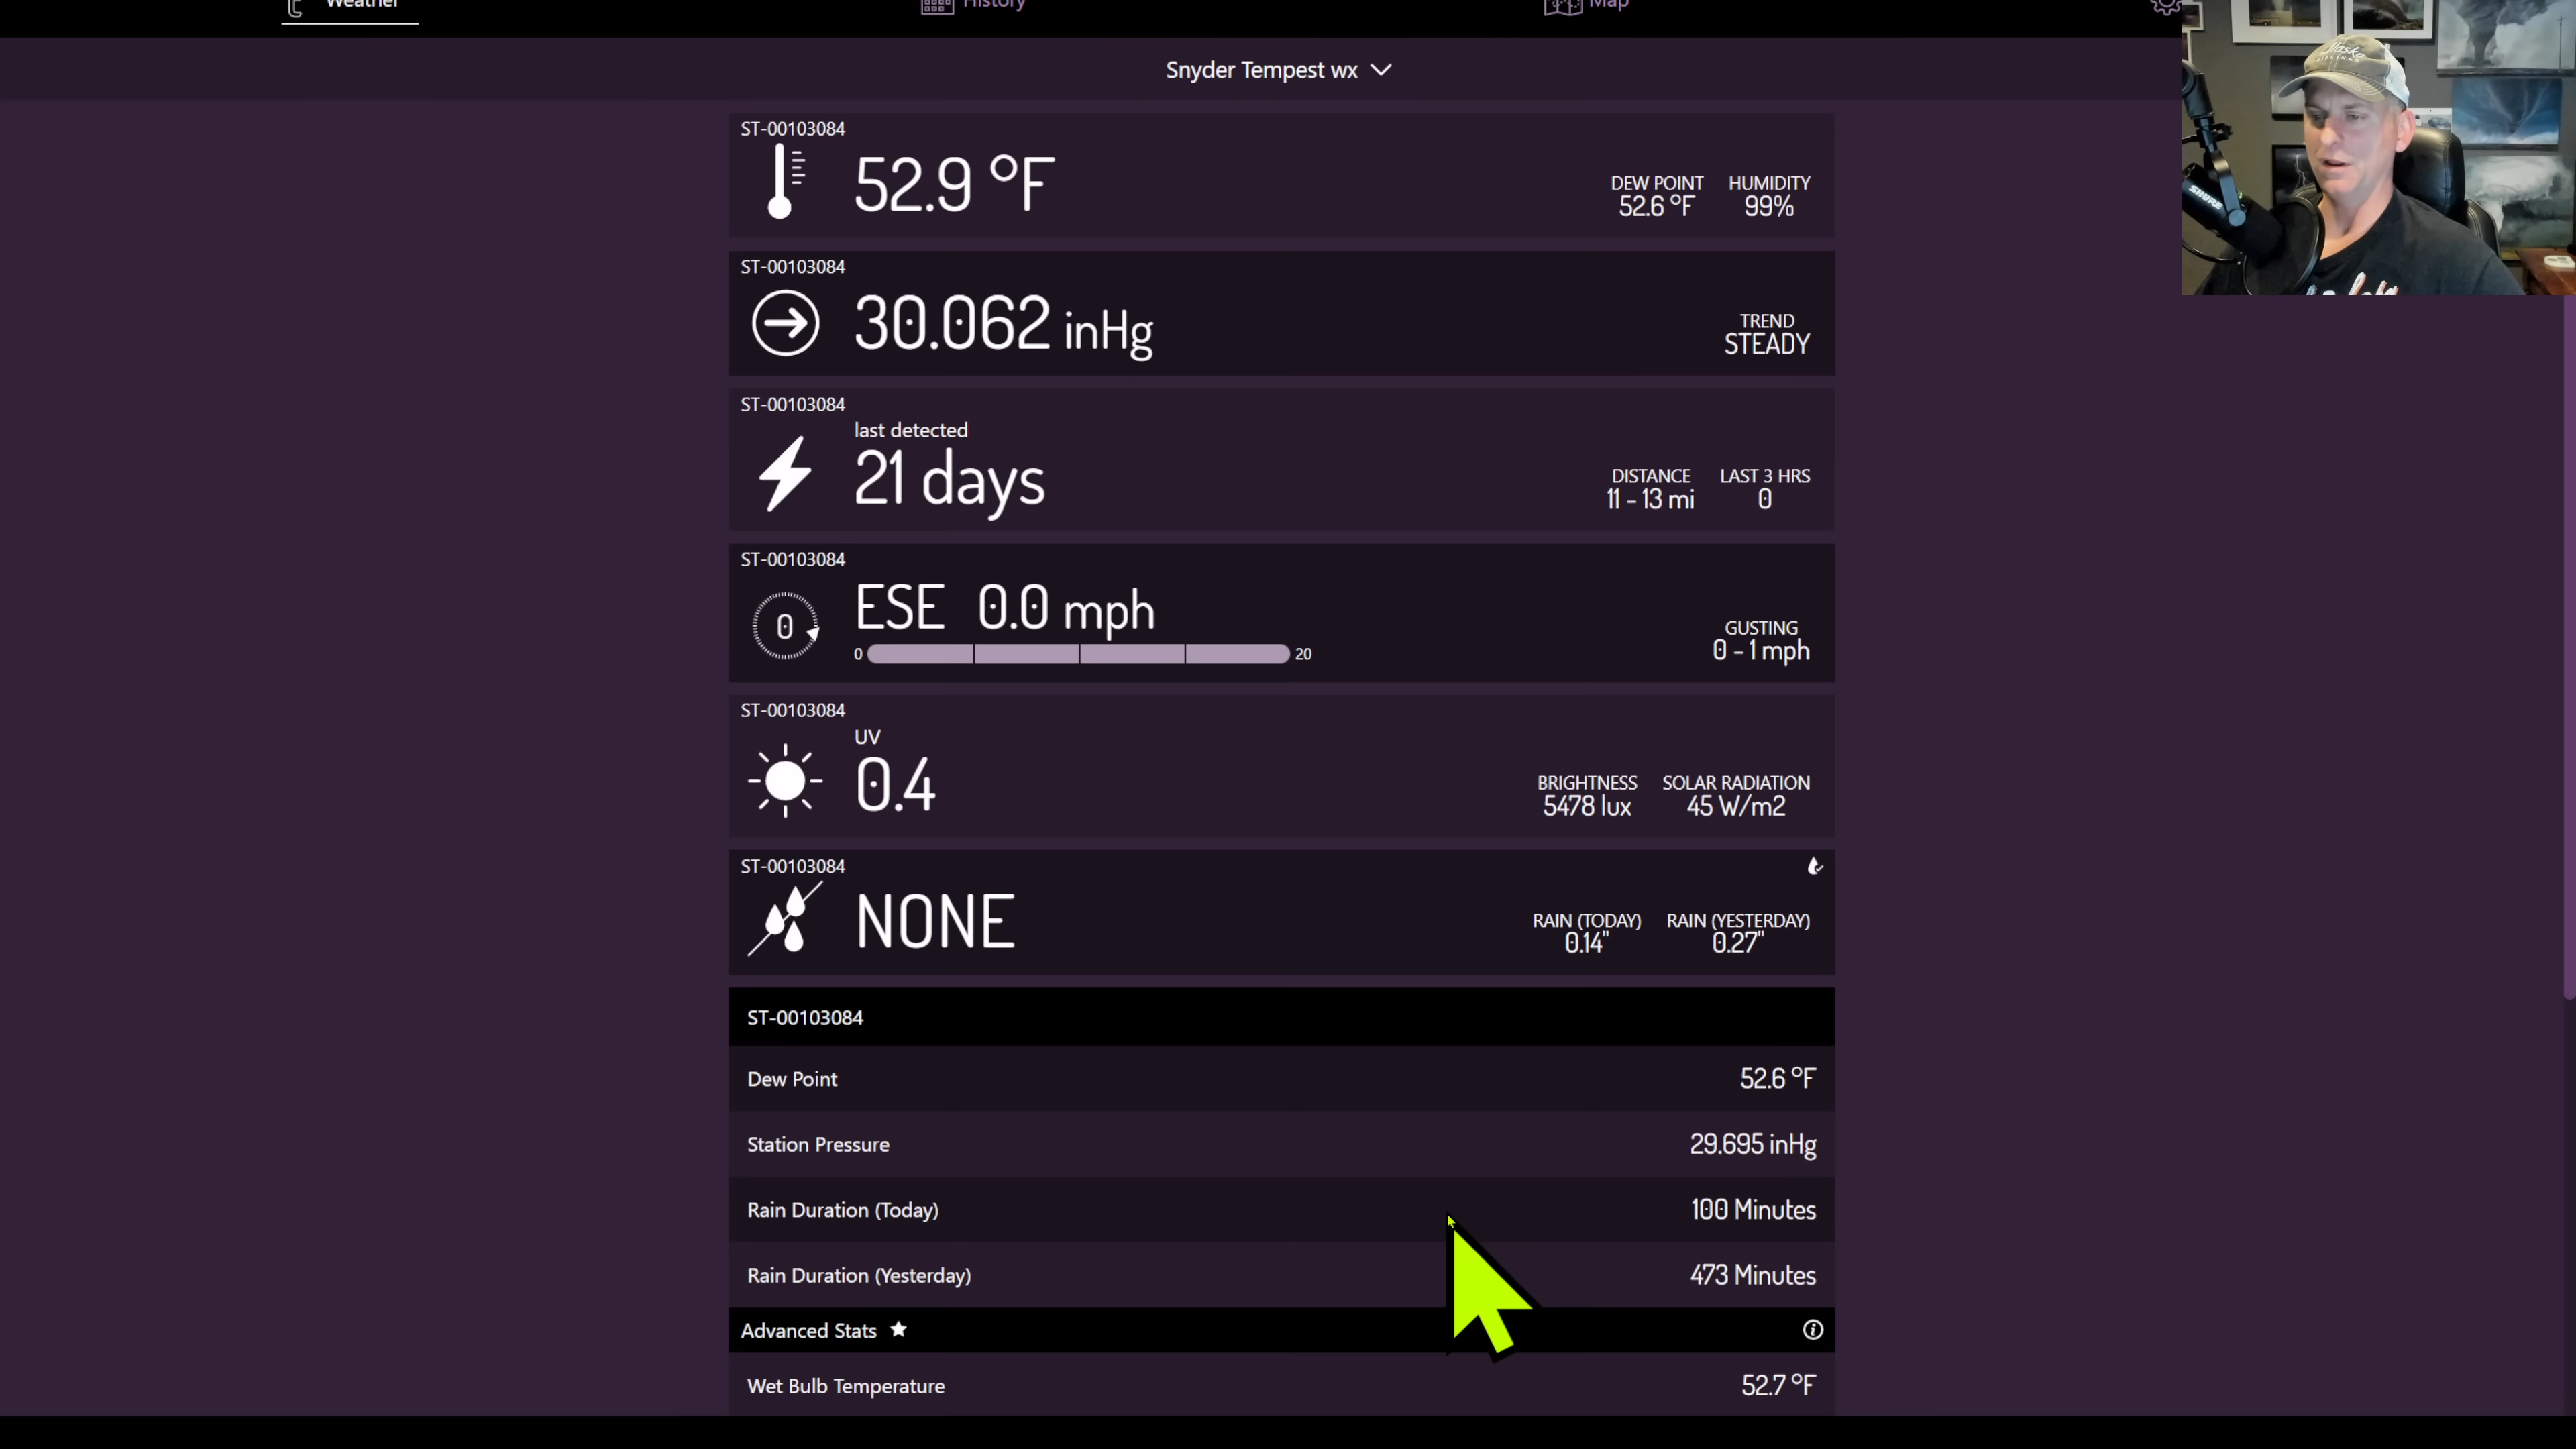 Weather
History
Map
Snyder Tempest wx
ST-00103084
52.9 °F
DEW POINT
52.6 °F
HUMIDITY
99%
ST-00103084
30.062 inHg
TREND
STEADY
ST-00103084
last detected
21 days
DISTANCE
11 - 13 mi
LAST 3 HRS
0
ST-00103084
0
ESE 0.0 mph
0
20
GUSTING
0 - 1 mph
ST-00103084
UV
0.4
BRIGHTNESS
5478 lux
SOLAR RADIATION
45 W/m2
ST-00103084
NONE
RAIN (TODAY)
0.14"
RAIN (YESTERDAY)
0.27"
ST-00103084
Dew Point 52.6 °F
Station Pressure 29.695 inHg
Rain Duration (Today) 100 Minutes
Rain Duration (Yesterday) 473 Minutes
Advanced Stats
Wet Bulb Temperature 52.7 °F
Alaska
SHURE